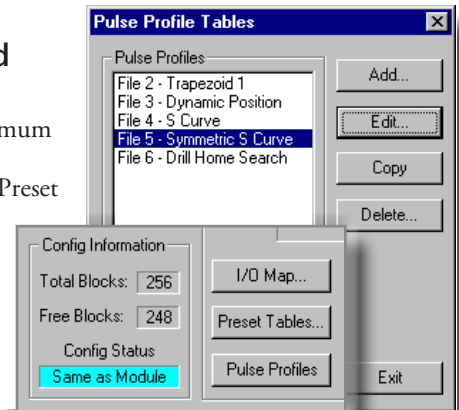 d
mum
Preset
Pulse Profile Tables
Pulse Profiles
File 2 - Trapezoid 1
File 3 - Dynamic Position
File 4 - S Curve
File 5 - Symmetric S Curve
File 6 - Drill Home Search
Add...
Edit...
Copy
Delete...
Exit
Config Information
Total Blocks: 256
Free Blocks: 248
Config Status
Same as Module
I/O Map...
Preset Tables...
Pulse Profiles